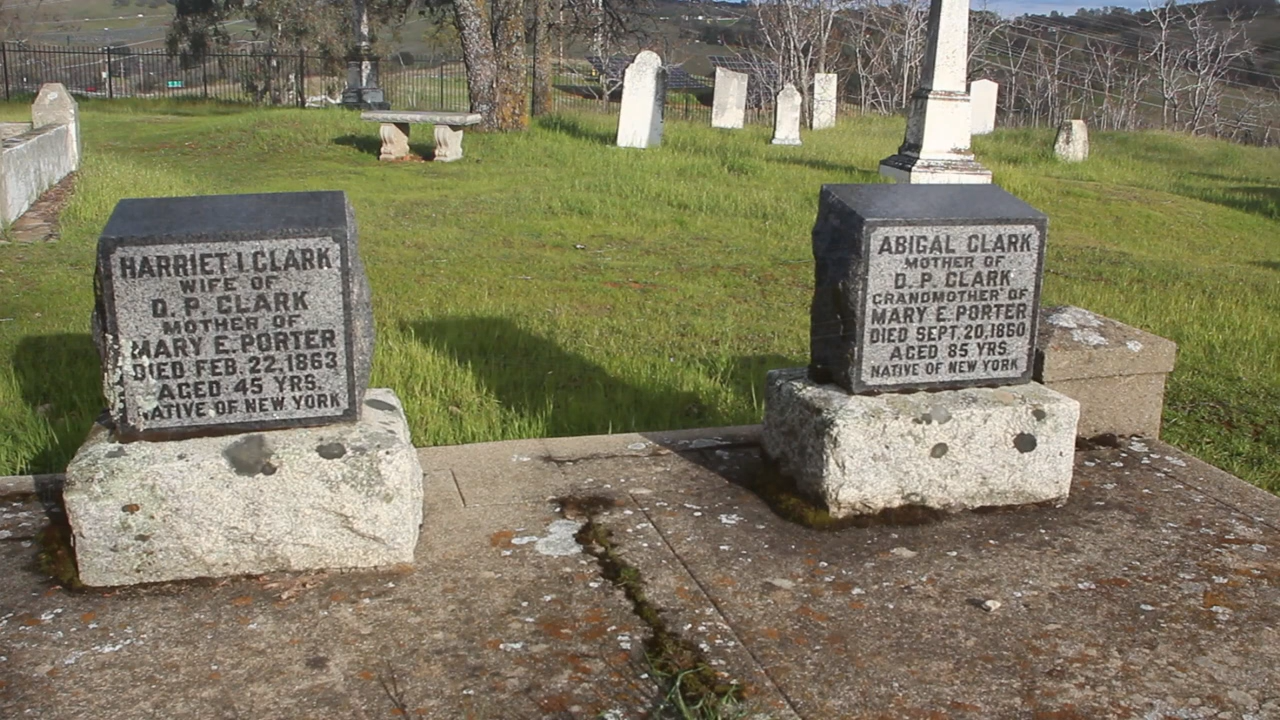 HARRIET I. CLARK
WIFE OF
D. P. CLARK
MOTHER OF
MARY E. PORTER
DIED FEB. 22, 1863
AGED 45 YRS.
NATIVE OF NEW YORK
ABIGAL CLARK
MOTHER OF
D. P. CLARK
GRANDMOTHER OF
MARY E. PORTER
DIED SEPT. 20, 1860
AGED 85 YRS.
NATIVE OF NEW YORK